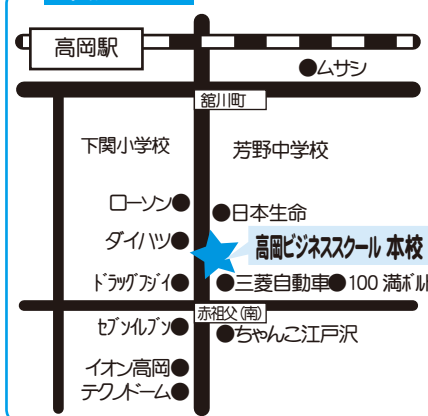 高岡駅
●ムサシ
舘川町
下関小学校
芳野中学校
ローソン●
●日本生命
ダイハツ●
高岡ビジネススクール 本校
ドラッグフジイ●
●三菱自動車●100満ボル
赤祖父(南)
セブンイレブン●
●ちゃんこ江戸沢
イオン高岡●
テクノドーム●